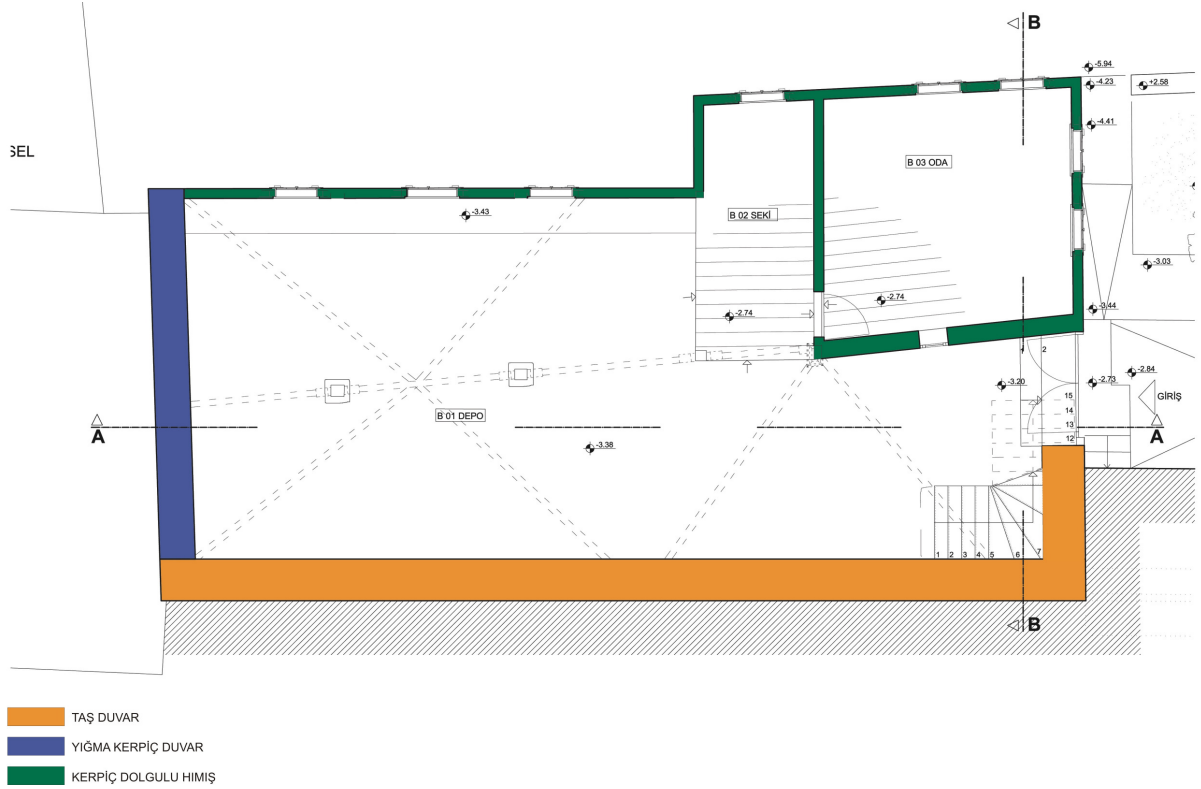 B
-5.94
-4.23
+2.58
-4.41
SEL
B 03 ODA
-3.43
B 02 SEKİ
-3.03
-2.74
-2.74
-3.44
2
-2.84
-3.20
-2.73
GİRİŞ
15
14
13
12
A
B 01 DEPO
A
-3.38
1 2 3 4 5 6 7
B
TAŞ DUVAR
YIĞMA KERPİÇ DUVAR
KERPİÇ DOLGULU HIMIŞ